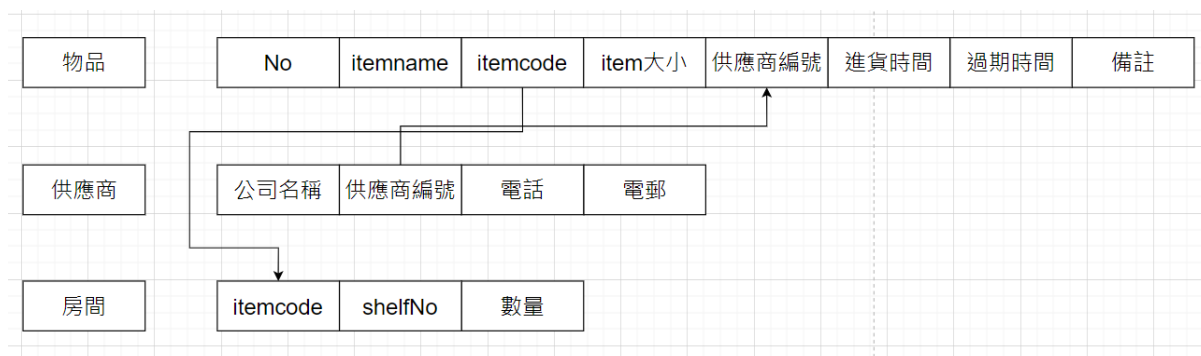 物品 No itemname itemcode item大小 供應商編號 進貨時間 過期時間 備註
供應商 公司名稱 供應商編號 電話 電郵
房間 itemcode shelfNo 數量